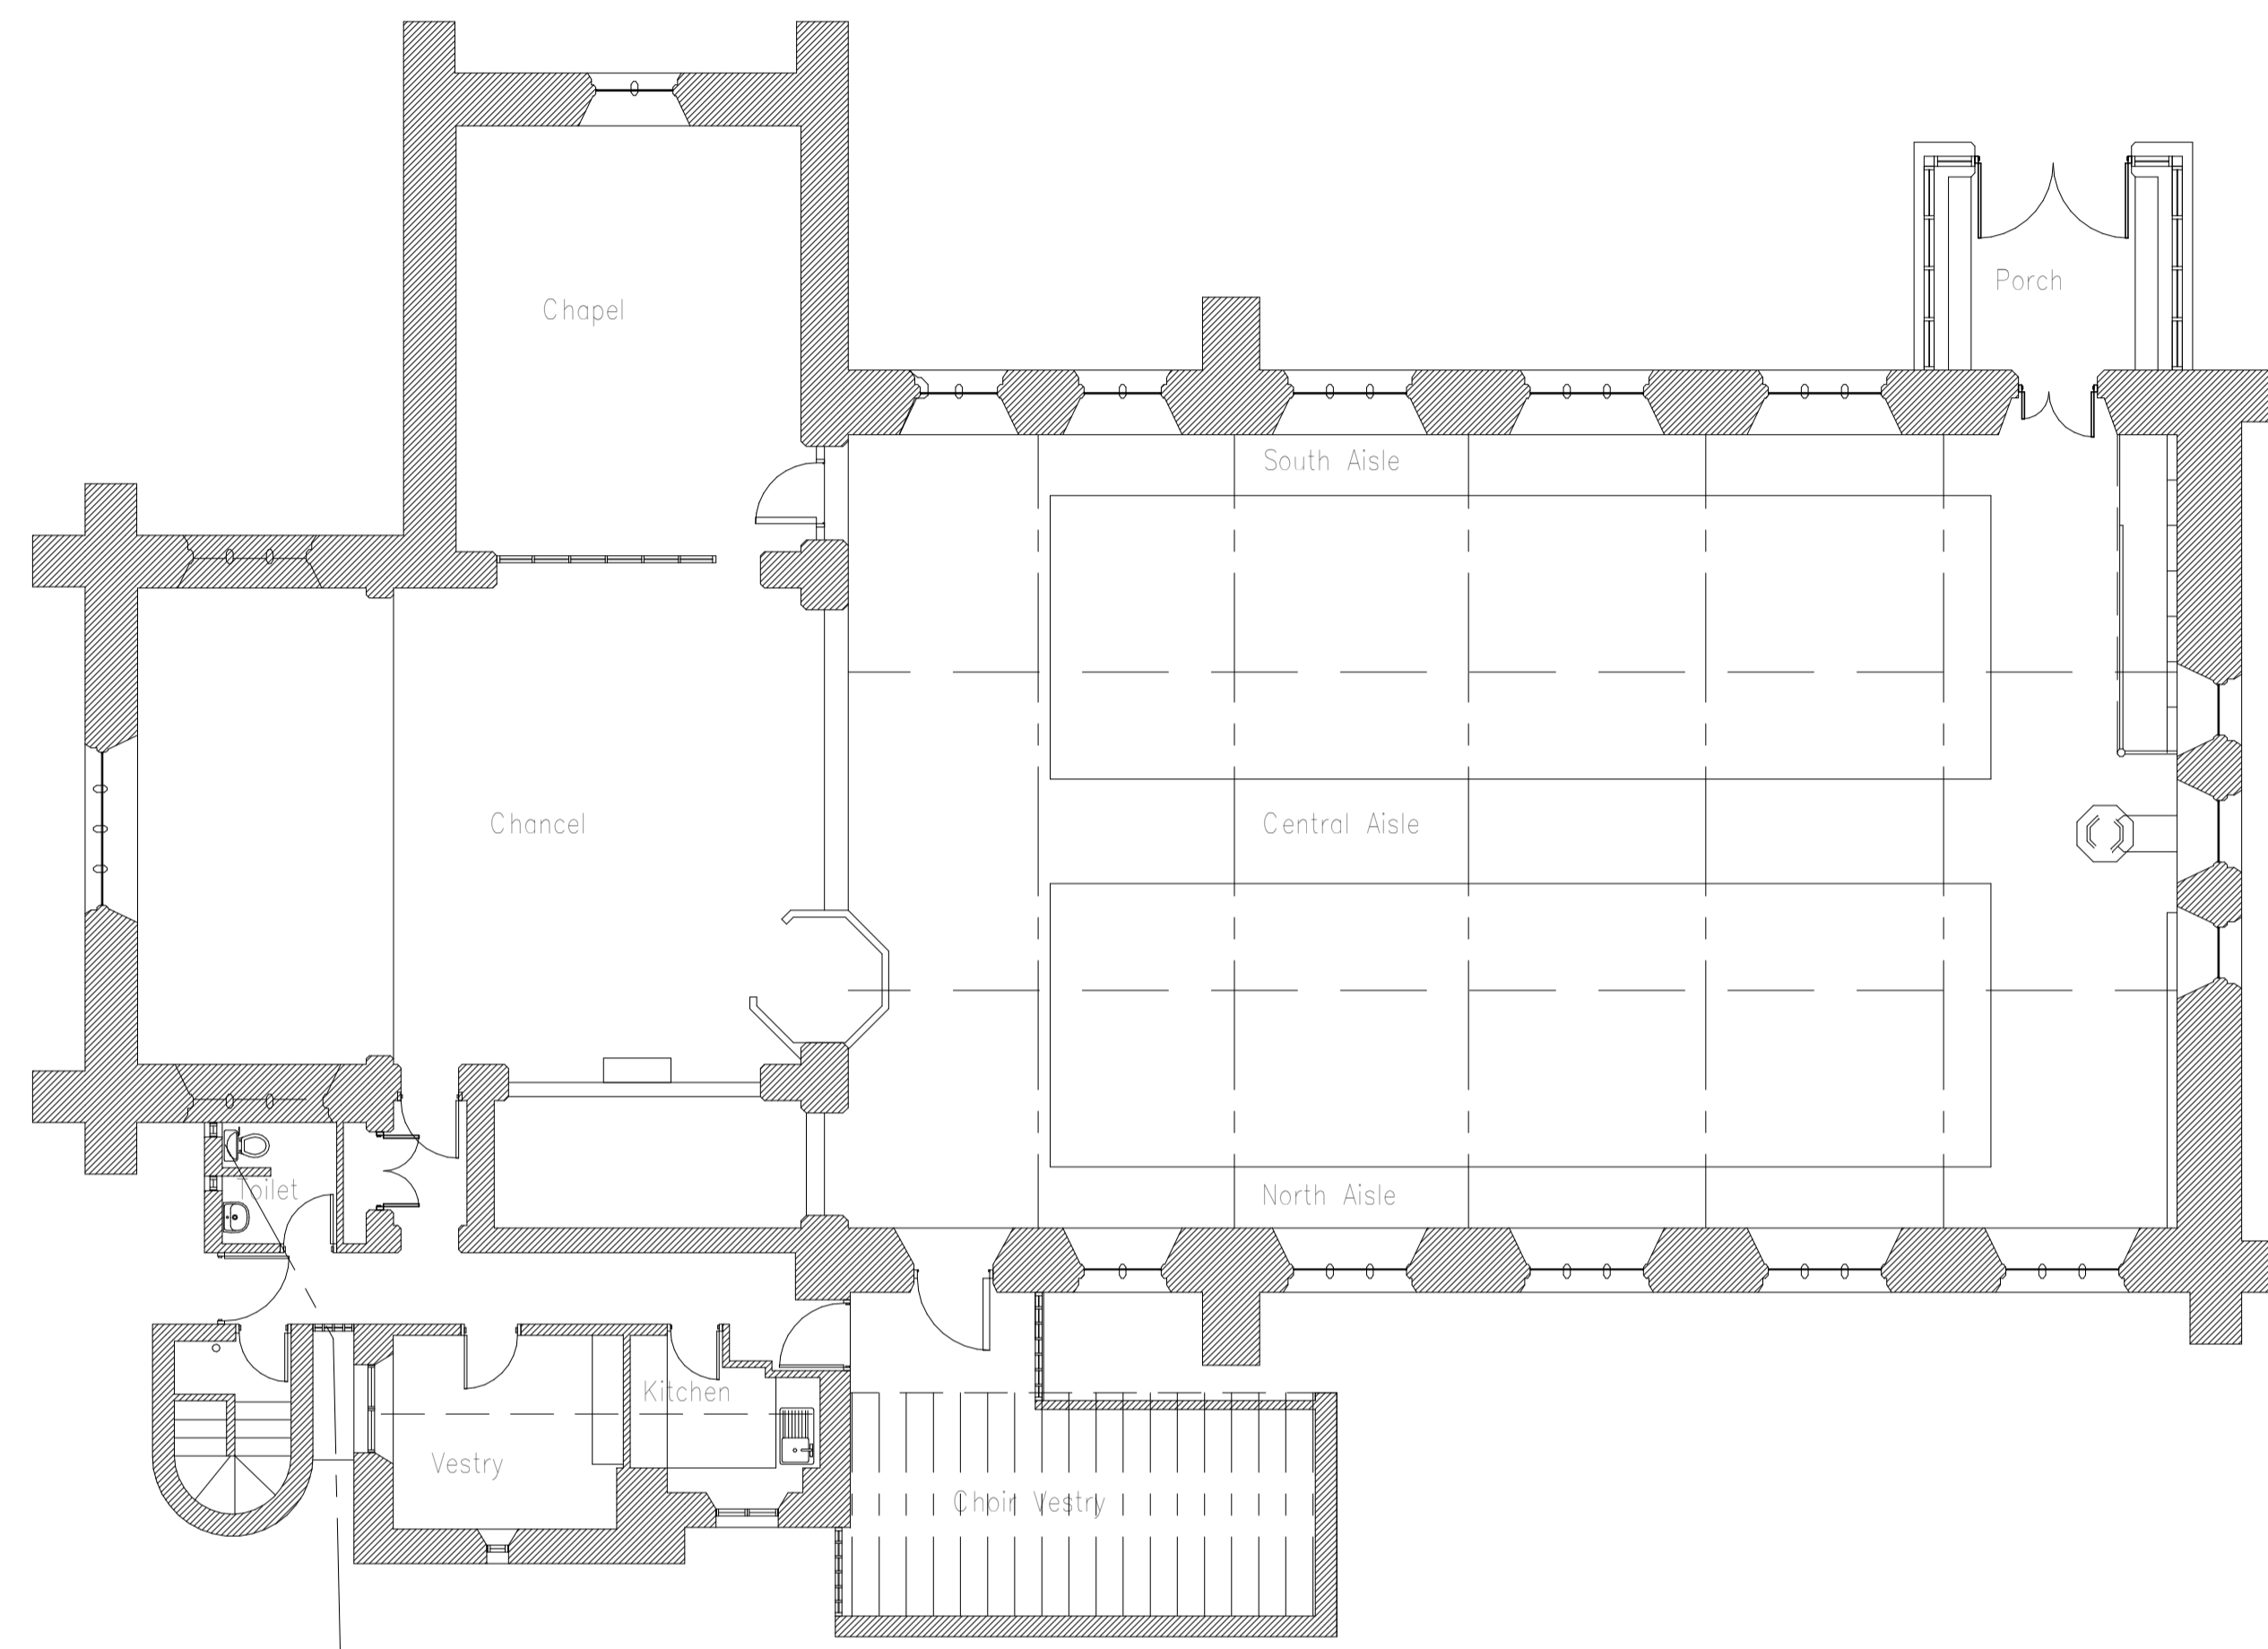 Porch
Chapel
South Aisle
Chancel
Central Aisle
Toilet
North Aisle
Kitchen
Vestry
Choir Vestry